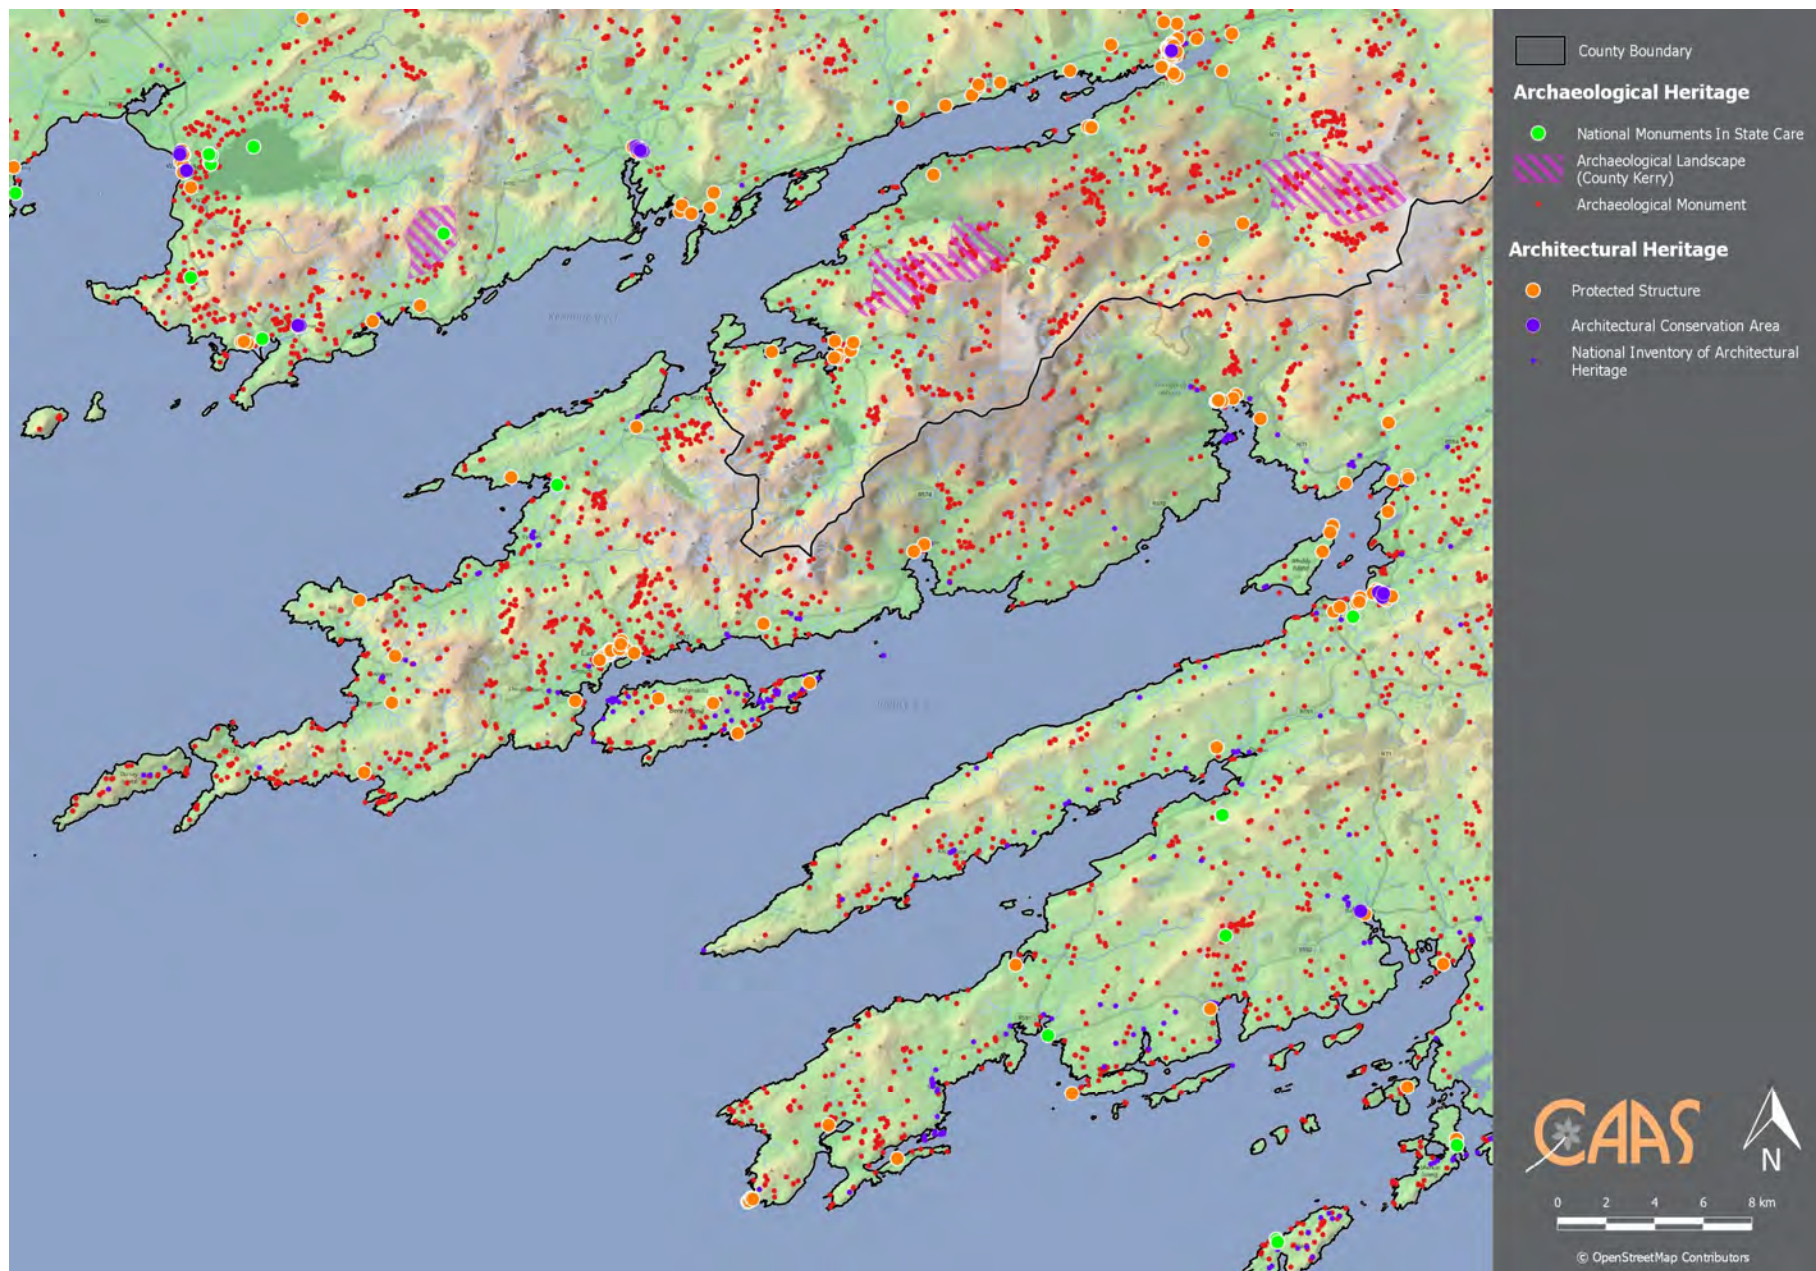 County Boundary
Archaeological Heritage
National Monuments In State Care
Archaeological Landscape
(County Kerry)
Archaeological Monument
Architectural Heritage
Protected Structure
Architectural Conservation Area
National Inventory of Architectural
Heritage
CAAS
N
0 2 4 6 8 km
© OpenStreetMap Contributors